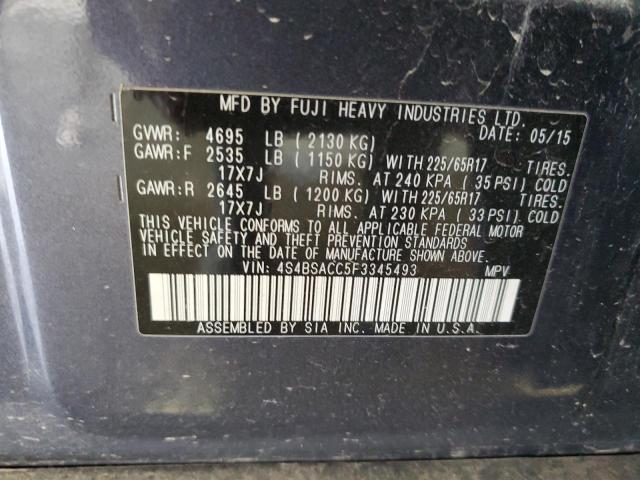 MFD BY FUJI HEAVY INDUSTRIES LTD.
GVWR: 4695 LB ( 2130 KG) DATE: 05/15
GAWR:F 2535 LB ( 1150 KG) WITH 225/65R17 TIRES.
17X7J RIMS. AT 240 KPA ( 35 PSI) COLD
GAWR:R 2645 LB ( 1200 KG) WITH 225/65R17 TIRES.
17X7J RIMS. AT 230 KPA ( 33 PSI) COLD
THIS VEHICLE CONFORMS TO ALL APPLICABLE FEDERAL MOTOR
VEHICLE SAFETY AND THEFT PREVENTION STANDARDS
IN EFFECT ON THE DATE OF MANUFACTURE SHOWN ABOVE.
VIN: 4S4BSACC5F3345493 MPV
ASSEMBLED BY SIA INC. MADE IN U.S.A.